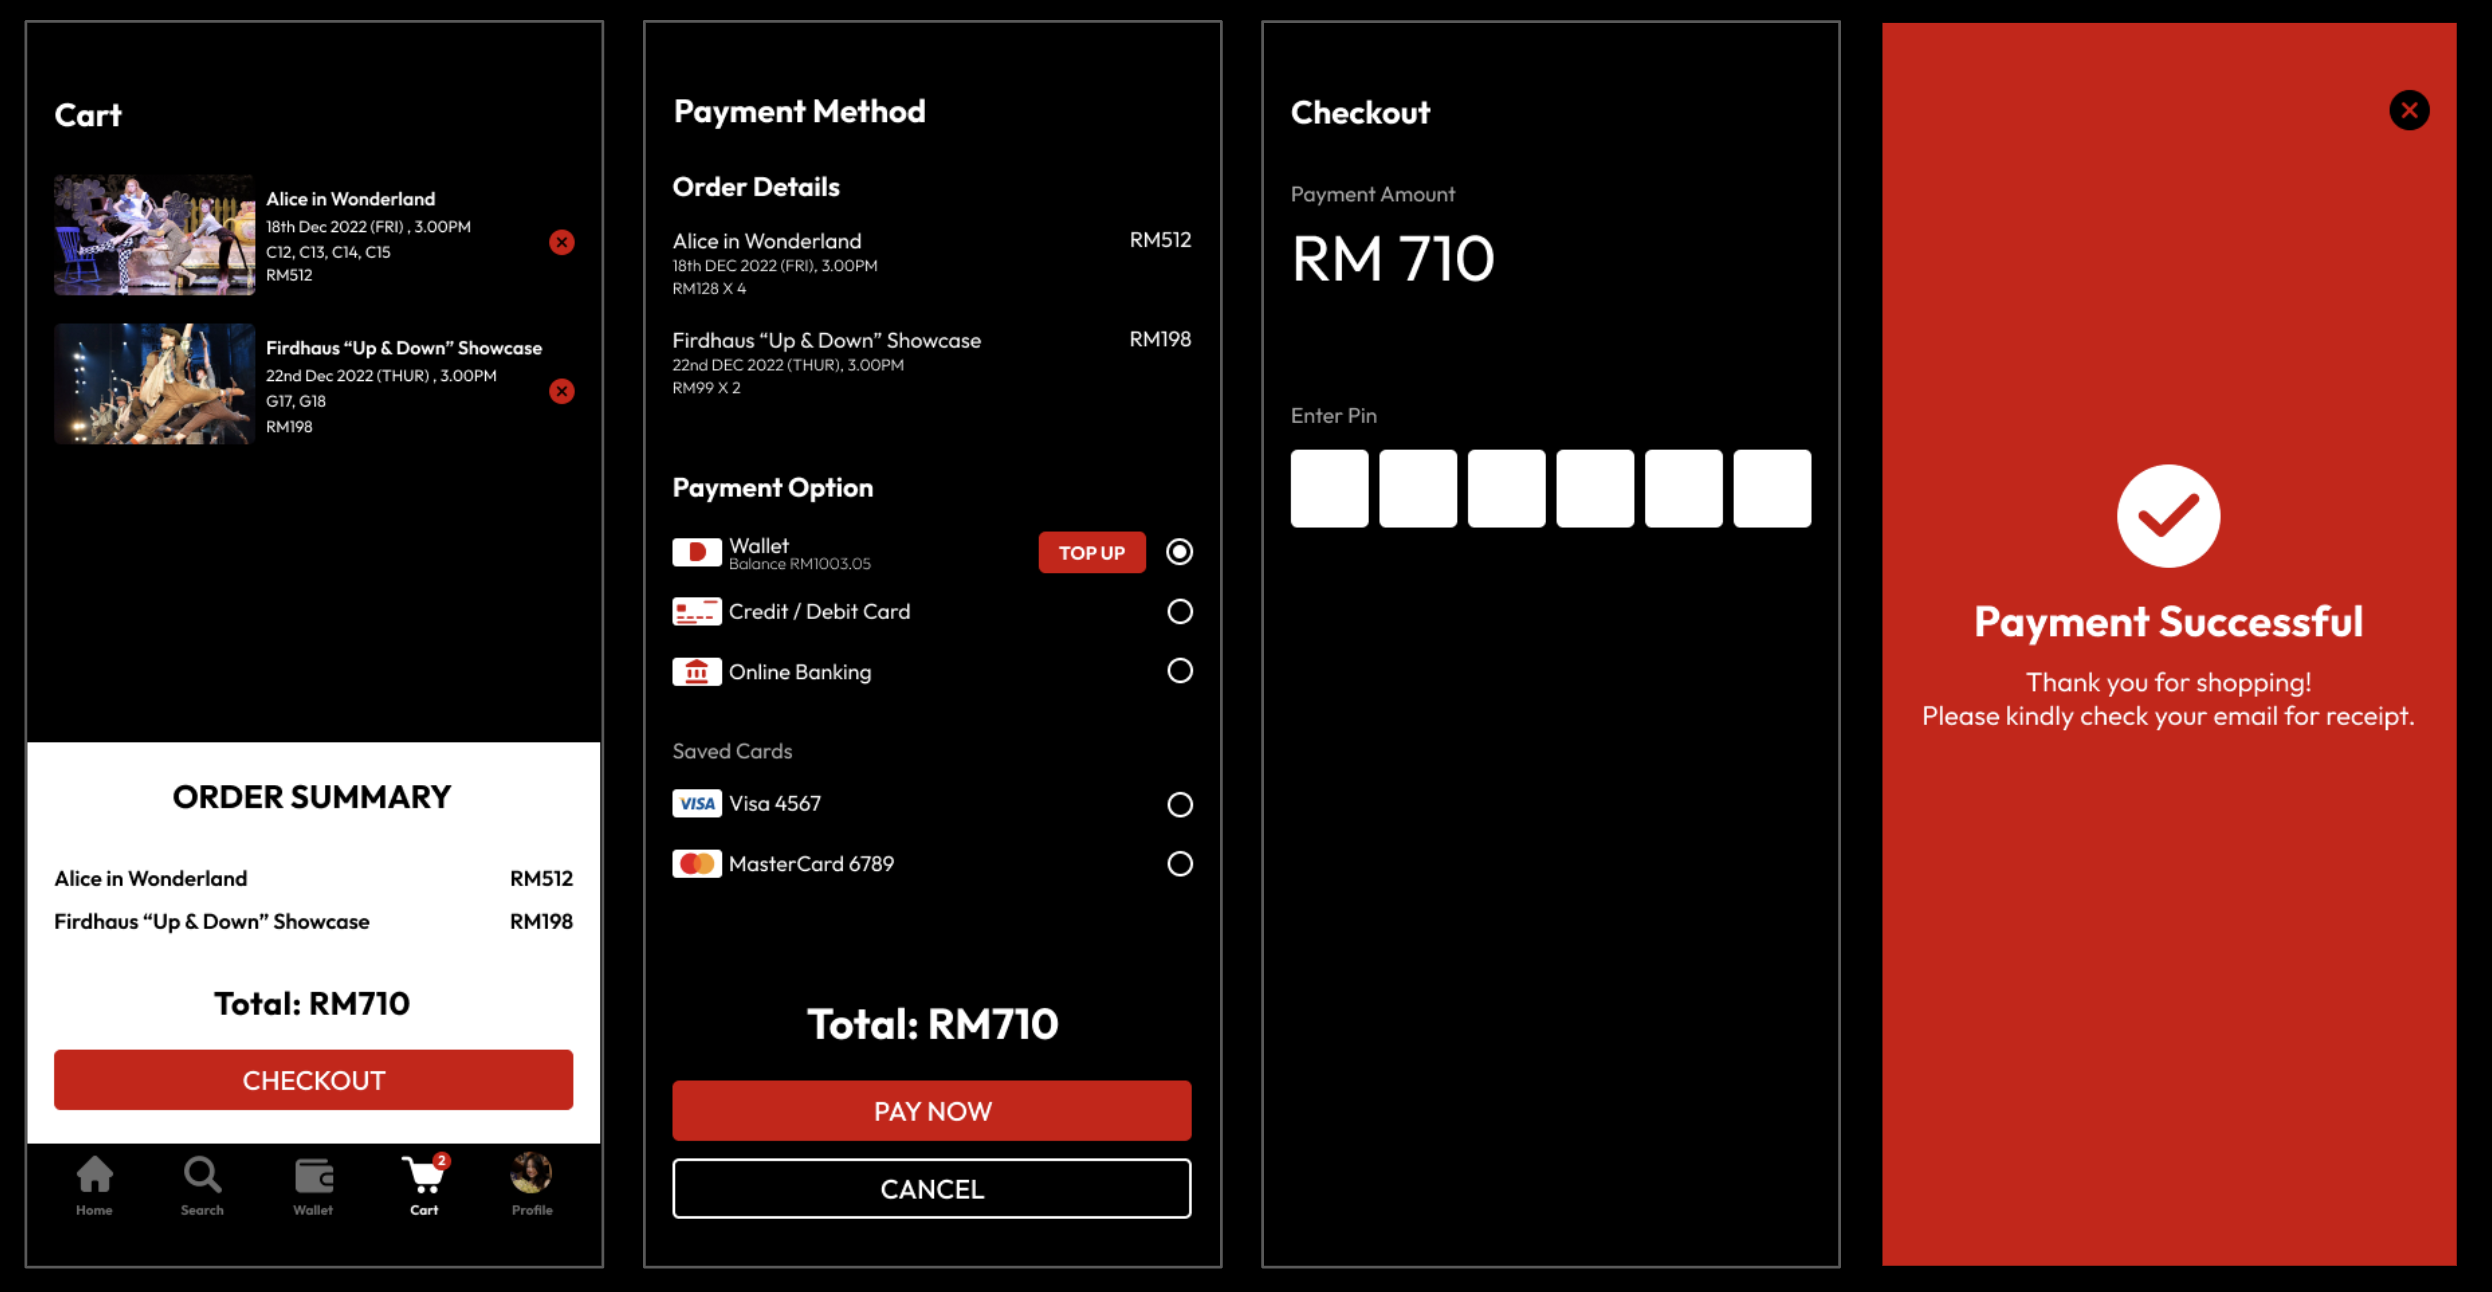 Cart
Alice in Wonderland
18th Dec 2022 (FRI) , 3.00PM
C12, C13, C14, C15
RM512
Firdhaus “Up & Down” Showcase
22nd Dec 2022 (THUR) , 3.00PM
G17, G18
RM198
ORDER SUMMARY
Alice in Wonderland RM512
Firdhaus “Up & Down” Showcase RM198
Total: RM710
CHECKOUT
2
Home Search Wallet Cart Profile
Payment Method
Order Details
Alice in Wonderland RM512
18th DEC 2022 (FRI), 3.00PM
RM128 X 4
Firdhaus “Up & Down” Showcase RM198
22nd DEC 2022 (THUR), 3.00PM
RM99 X 2
Payment Option
D Wallet TOP UP
Balance RM1003.05
Credit / Debit Card
Online Banking
Saved Cards
VISA Visa 4567
MasterCard 6789
Total: RM710
PAY NOW
CANCEL
Checkout
Payment Amount
RM 710
Enter Pin
Payment Successful
Thank you for shopping!
Please kindly check your email for receipt.